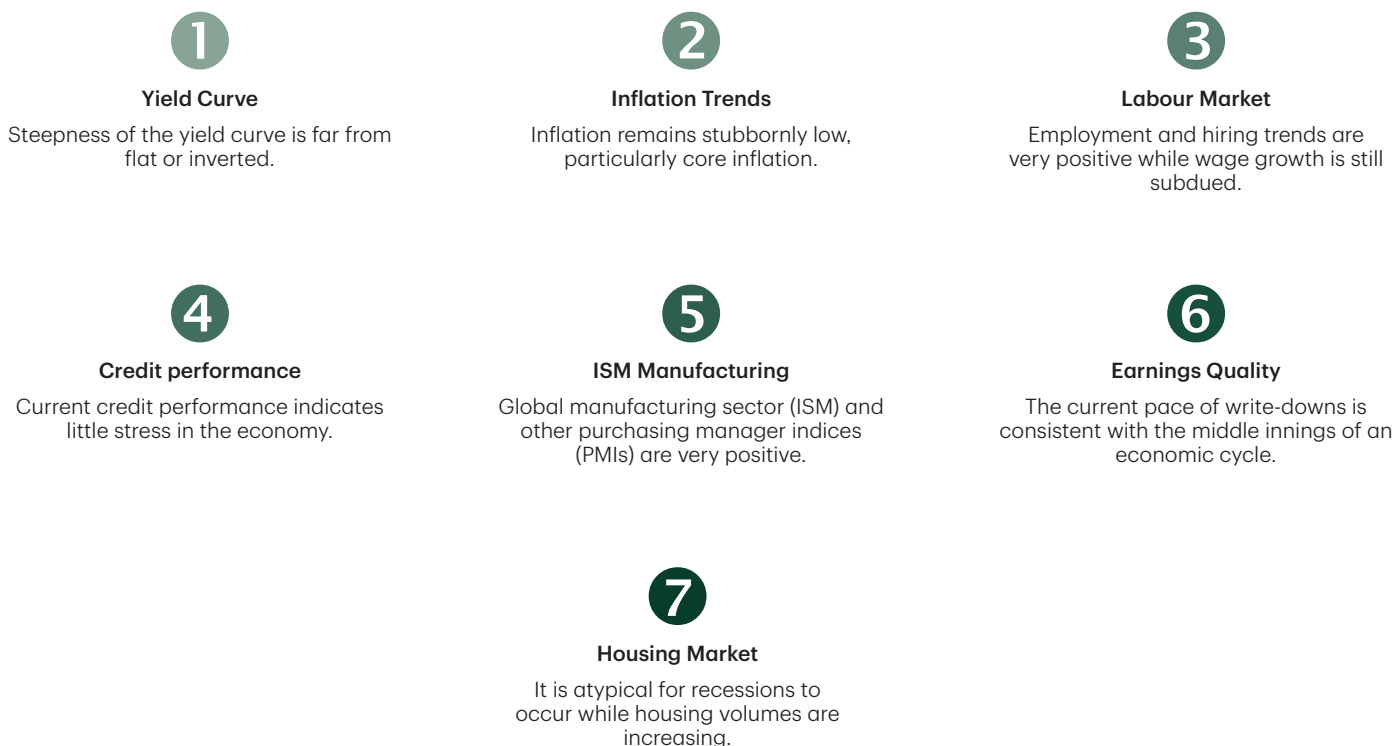 1
Yield Curve
Steepness of the yield curve is far from
flat or inverted.
2
Inflation Trends
Inflation remains stubbornly low,
particularly core inflation.
3
Labour Market
Employment and hiring trends are
very positive while wage growth is still
subdued.
4
Credit performance
Current credit performance indicates
little stress in the economy.
5
ISM Manufacturing
Global manufacturing sector (ISM) and
other purchasing manager indices
(PMIs) are very positive.
6
Earnings Quality
The current pace of write-downs is
consistent with the middle innings of an
economic cycle.
7
Housing Market
It is atypical for recessions to
occur while housing volumes are
increasing.